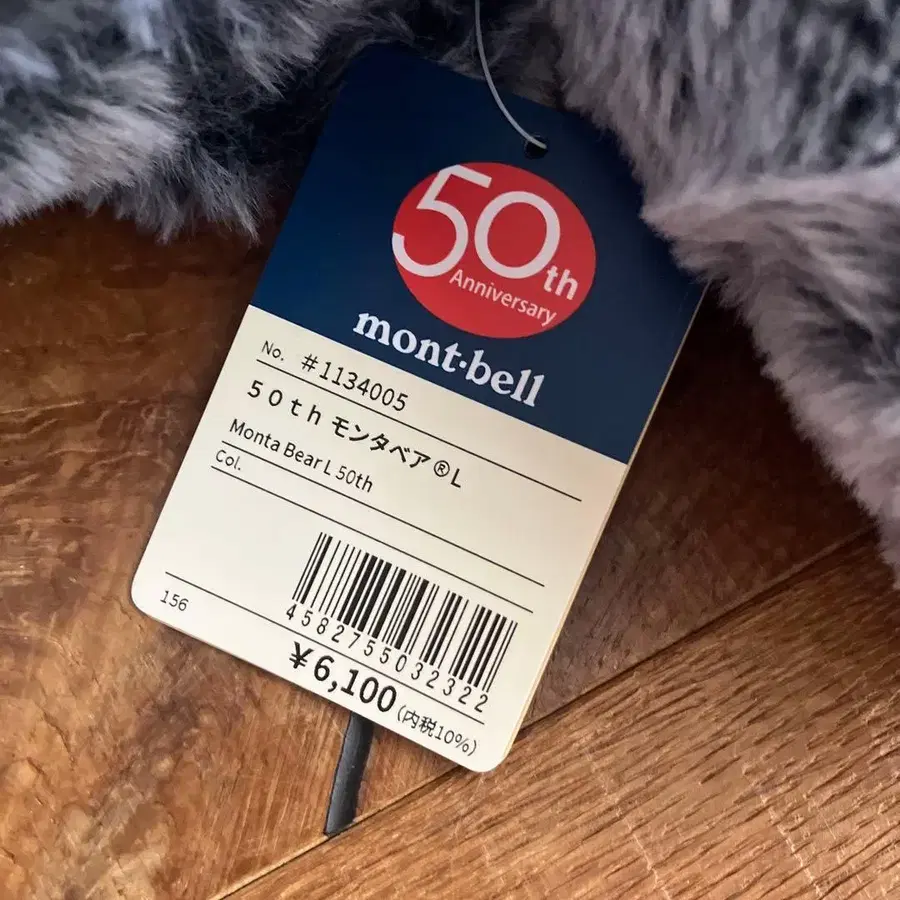 50th
Anniversary
mont·bell
No. #1134005
50th モンタベア®L
Monta Bear L 50th
Col.
4582755032322
156
¥6,100(内税10%)